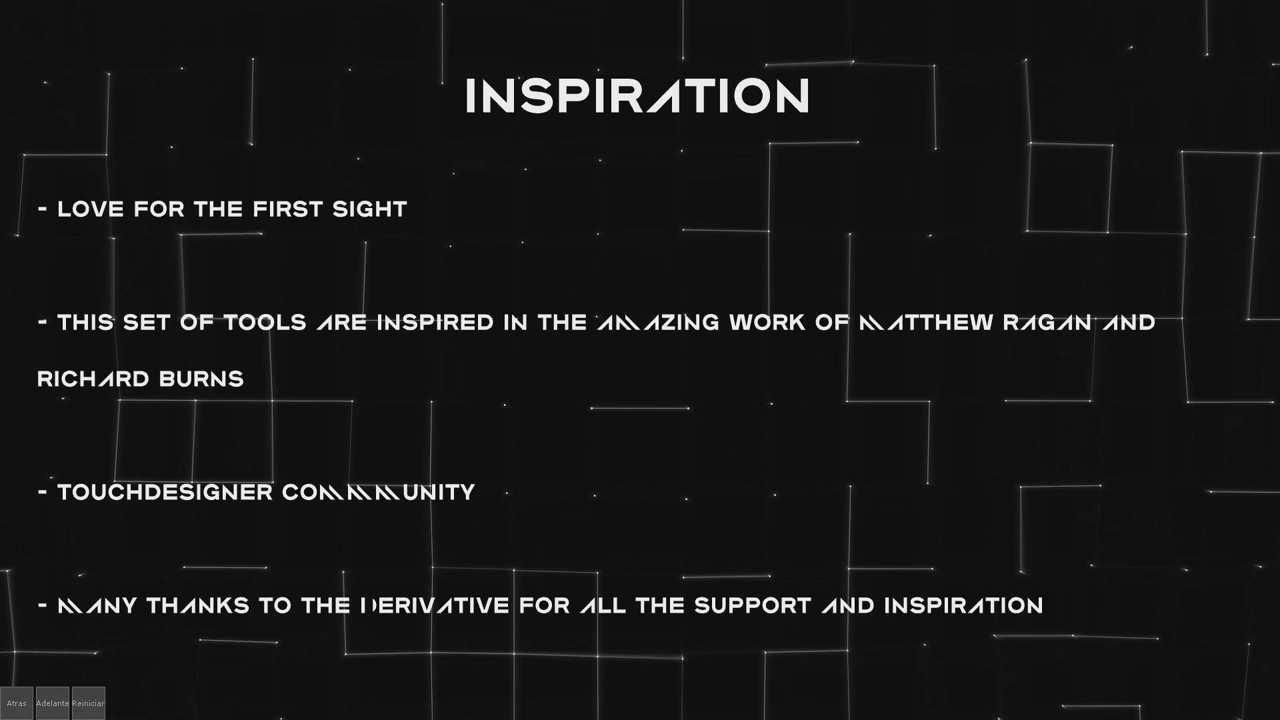 INSPIRATION
- LOVE FOR THE FIRST SIGHT
- THIS SET OF TOOLS ARE INSPIRED IN THE AMAZING WORK OF MATTHEW RAGAN AND
RICHARD BURNS
- TOUCHDESIGNER COMMMUNITY
- MANY THANKS TO THE DERIVATIVE FOR ALL THE SUPPORT AND INSPIRATION
Atras Adelante Reiniciar